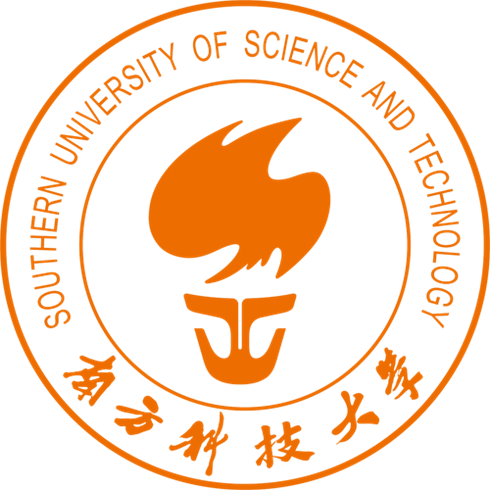 SOUTHERN UNIVERSITY OF SCIENCE AND TECHNOLOGY
南方科技大学